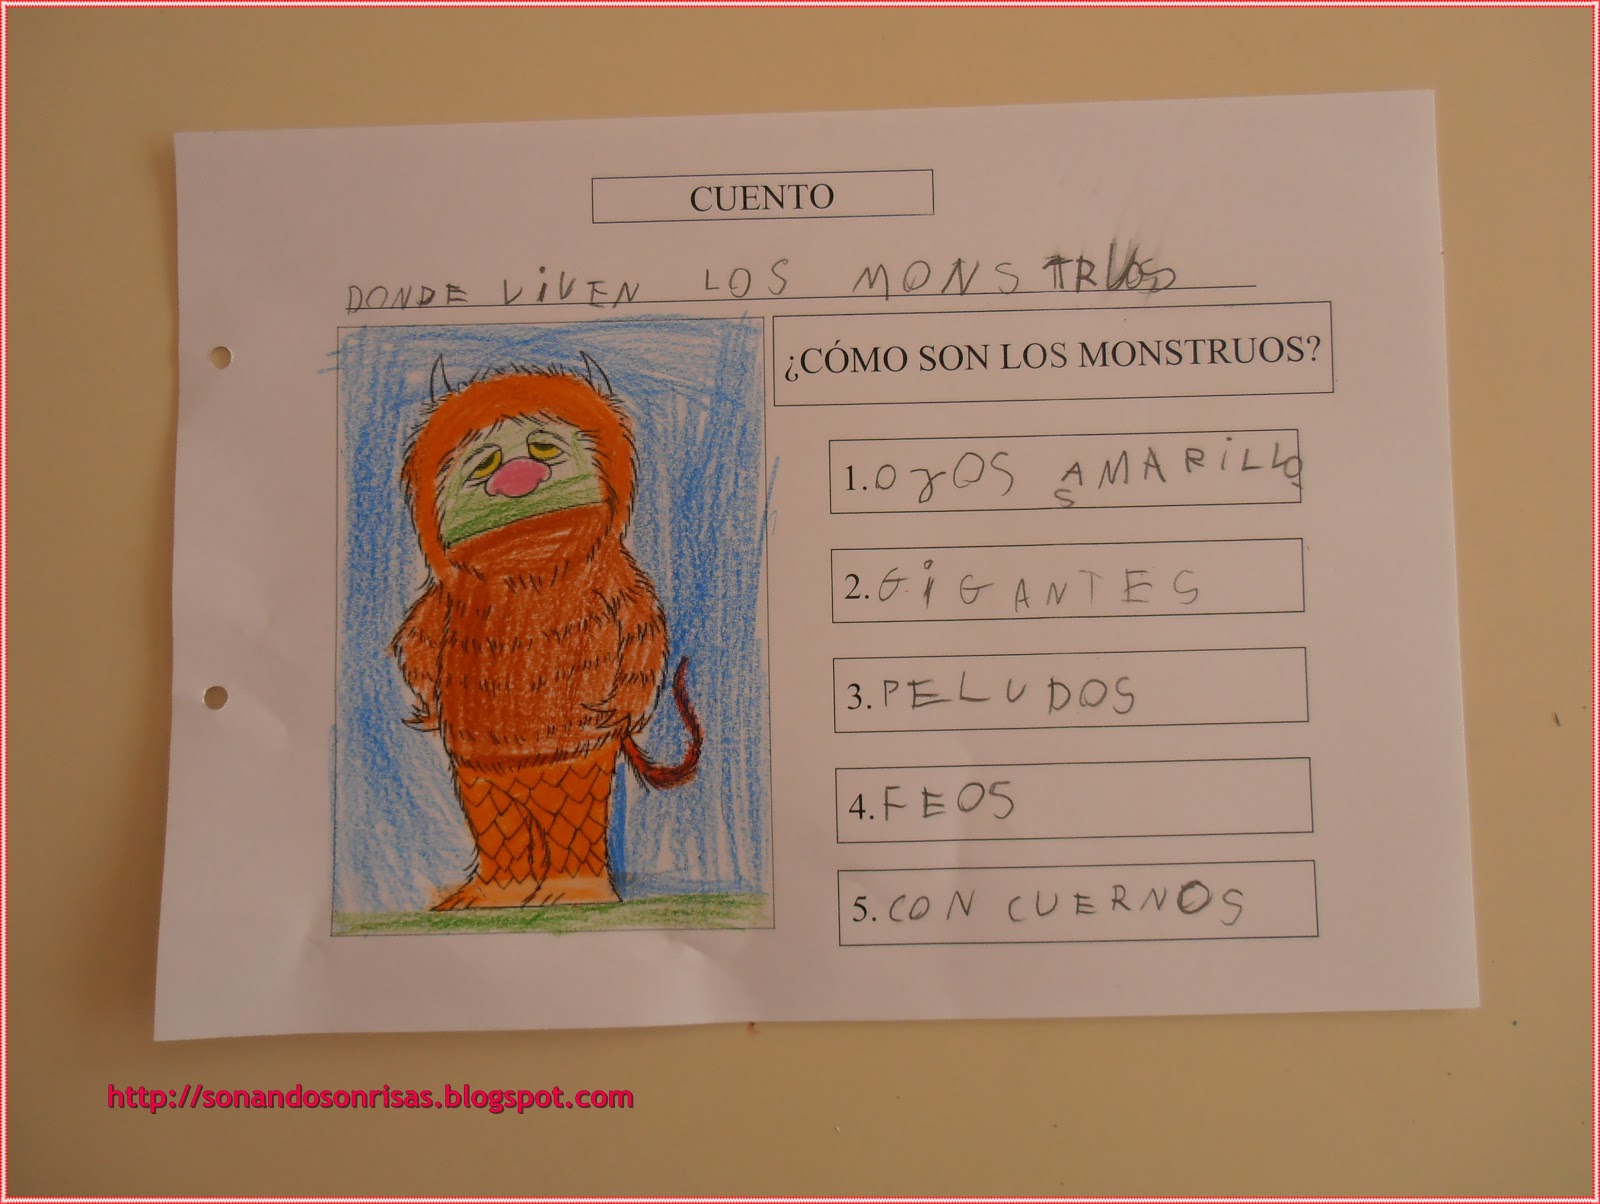 CUENTO
DONDE ViVEN LOS MONSTRUOS
¿CÓMO SON LOS MONSTRUOS?
1. OyOS AMARiLLOS
2. GiGANTES
3. PELUDOS
4. FEOS
5. CON CUERNOS
http://sonandosonrisas.blogspot.com